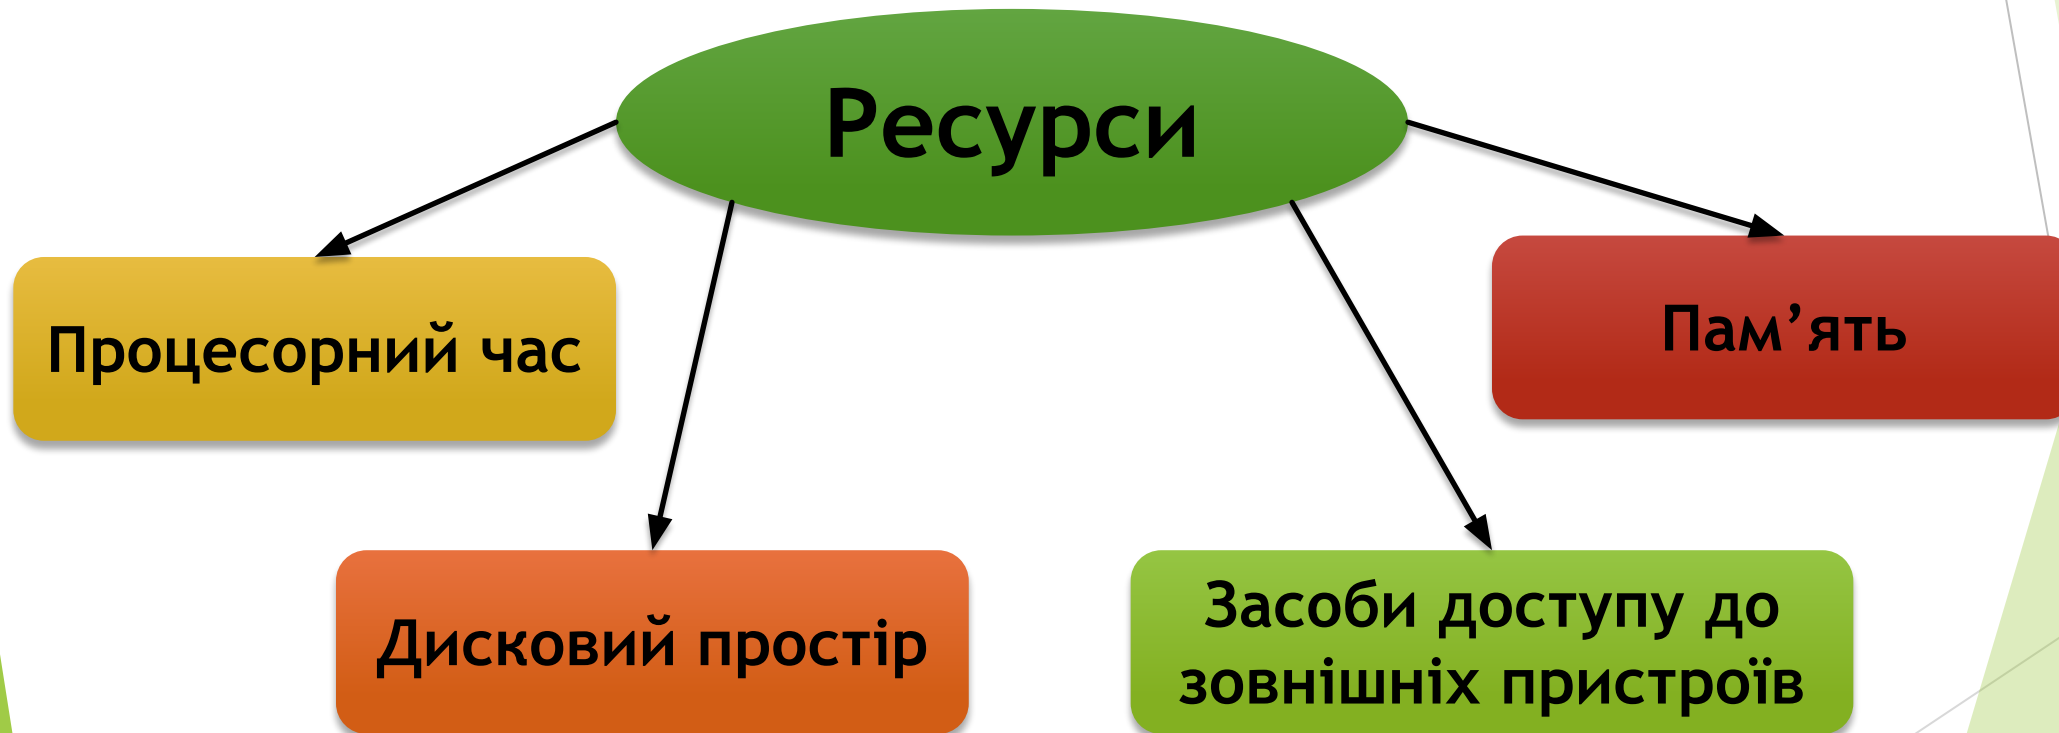 Ресурси
Процесорний час
Пам’ять
Дисковий простір
Засоби доступу до
зовнішніх пристроїв